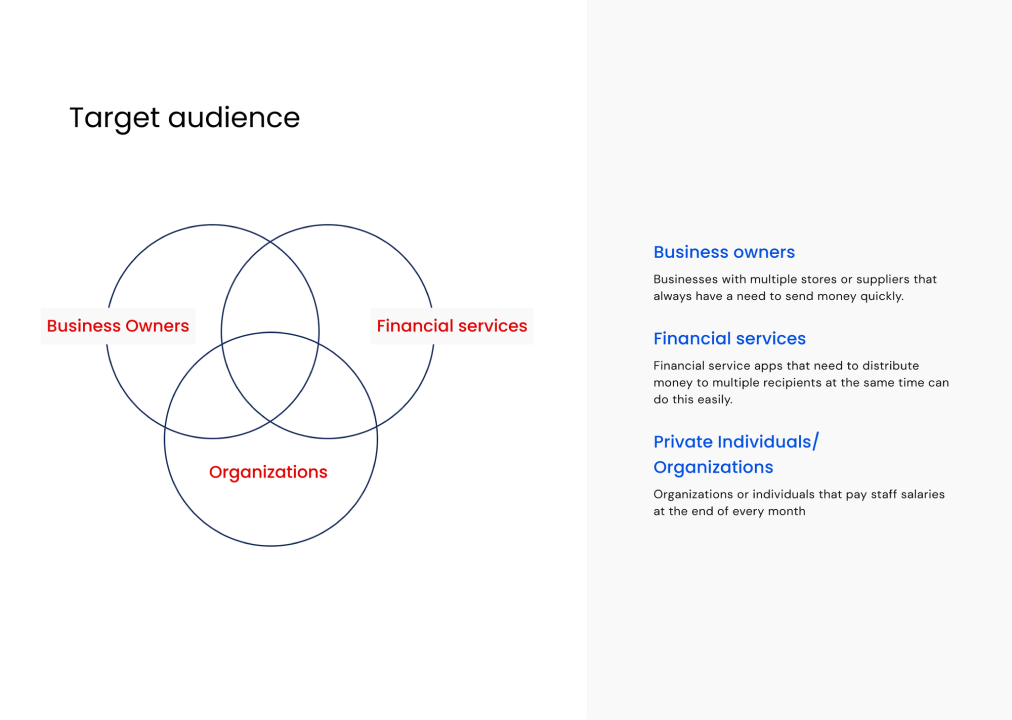 Target audience
Business Owners
Financial services
Organizations
Business owners
Businesses with multiple stores or suppliers that
always have a need to send money quickly.
Financial services
Financial service apps that need to distribute
money to multiple recipients at the same time can
do this easily.
Private Individuals/
Organizations
Organizations or individuals that pay staff salaries
at the end of every month